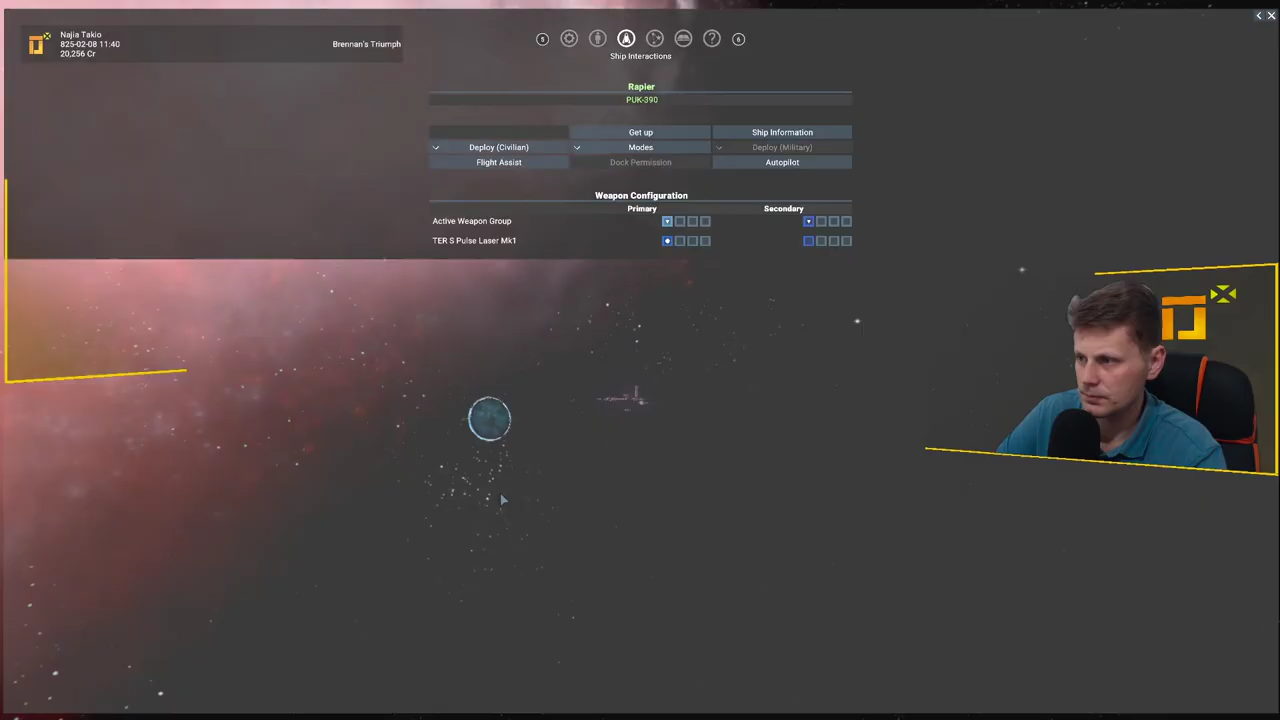 Najia Takio
825-02-08 11:40
20,256 Cr
Brennan's Triumph
5
?
6
Ship Interactions
Rapier
PUK-390
Get up
Ship Information
Deploy (Civilian)
Modes
Deploy (Military)
Flight Assist
Dock Permission
Autopilot
Weapon Configuration
Primary
Secondary
Active Weapon Group
TER S Pulse Laser Mk1